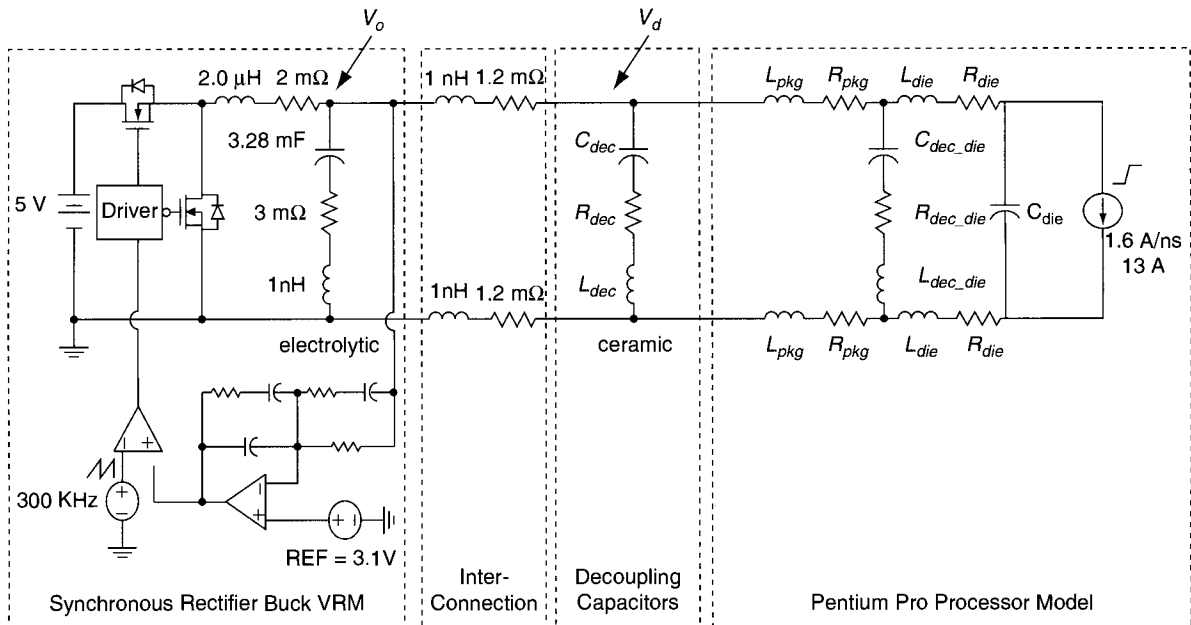 V_o
V_d
2.0 µH 2 mΩ
1 nH 1.2 mΩ
L_pkg R_pkg L_die R_die
3.28 mF
C_dec
C_dec_die
5 V
Driver
3 mΩ
R_dec
R_dec_die
C_die
1.6 A/ns
13 A
1nH
1nH 1.2 mΩ
L_dec
L_dec_die
electrolytic
ceramic
L_pkg R_pkg L_die R_die
300 KHz
REF = 3.1V
Synchronous Rectifier Buck VRM
Inter-
Connection
Decoupling
Capacitors
Pentium Pro Processor Model